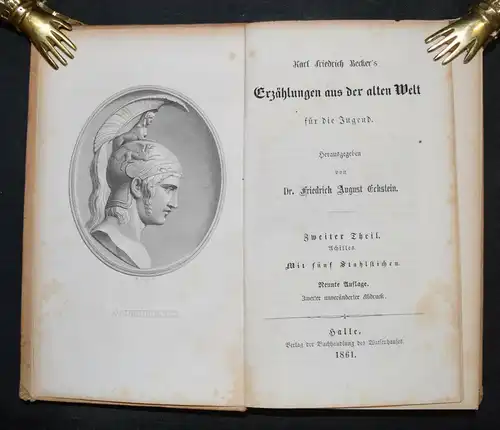 Karl Friedrich Becker's
Erzählungen aus der alten Welt
für die Jugend.
Herausgegeben
von
Dr. Friedrich August Eckstein.
Zweiter Theil.
Achilles.
Mit fünf Stahlstichen.
Neunte Auflage.
Zweiter unveränderter Abdruck.
Halle,
Verlag der Buchhandlung des Waisenhauses.
1861.